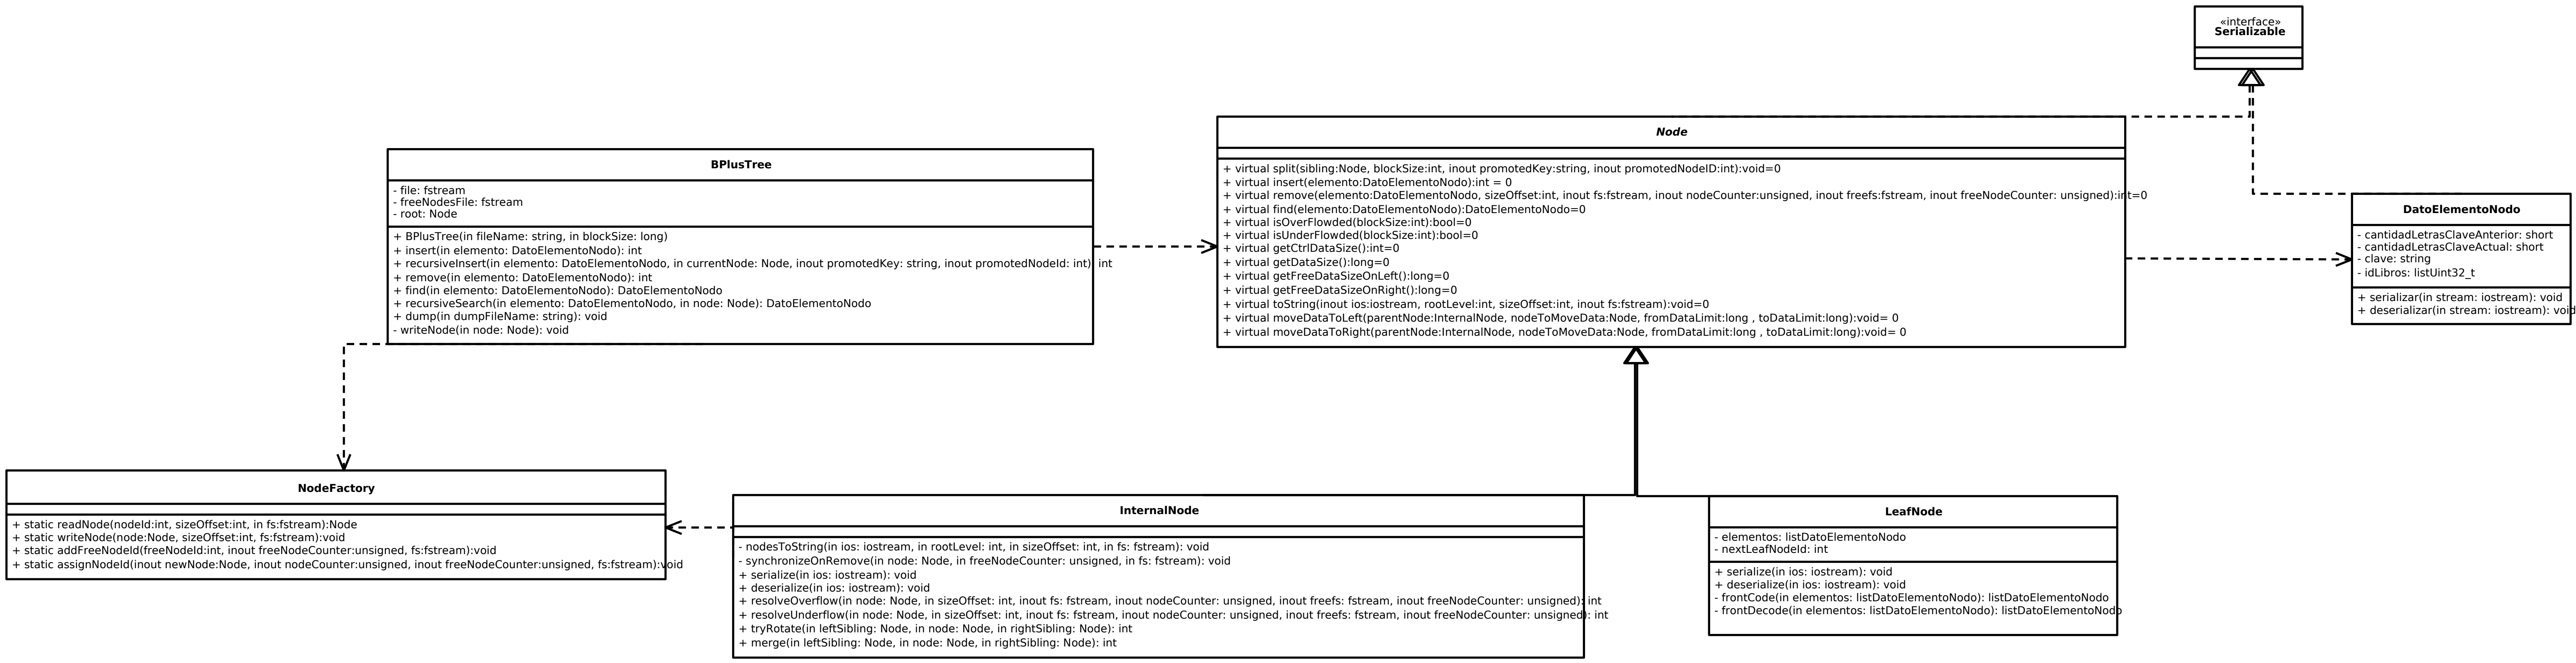 «interface»
Serializable
Node
+ virtual split(sibling:Node, blockSize:int, inout promotedKey:string, inout promotedNodeID:int):void=0
+ virtual insert(elemento:DatoElementoNodo):int = 0
+ virtual remove(elemento:DatoElementoNodo, sizeOffset:int, inout fs:fstream, inout nodeCounter:unsigned, inout freefs:fstream, inout freeNodeCounter: unsigned):int=0
+ virtual find(elemento:DatoElementoNodo):DatoElementoNodo=0
+ virtual isOverFlowded(blockSize:int):bool=0
+ virtual isUnderFlowded(blockSize:int):bool=0
+ virtual getCtrlDataSize():int=0
+ virtual getDataSize():long=0
+ virtual getFreeDataSizeOnLeft():long=0
+ virtual getFreeDataSizeOnRight():long=0
+ virtual toString(inout ios:iostream, rootLevel:int, sizeOffset:int, inout fs:fstream):void=0
+ virtual moveDataToLeft(parentNode:InternalNode, nodeToMoveData:Node, fromDataLimit:long , toDataLimit:long):void= 0
+ virtual moveDataToRight(parentNode:InternalNode, nodeToMoveData:Node, fromDataLimit:long , toDataLimit:long):void= 0
BPlusTree
- file: fstream
- freeNodesFile: fstream
- root: Node
+ BPlusTree(in fileName: string, in blockSize: long)
+ insert(in elemento: DatoElementoNodo): int
+ recursiveInsert(in elemento: DatoElementoNodo, in currentNode: Node, inout promotedKey: string, inout promotedNodeId: int): int
+ remove(in elemento: DatoElementoNodo): int
+ find(in elemento: DatoElementoNodo): DatoElementoNodo
+ recursiveSearch(in elemento: DatoElementoNodo, in node: Node): DatoElementoNodo
+ dump(in dumpFileName: string): void
- writeNode(in node: Node): void
DatoElementoNodo
- cantidadLetrasClaveAnterior: short
- cantidadLetrasClaveActual: short
- clave: string
- idLibros: listUint32_t
+ serializar(in stream: iostream): void
+ deserializar(in stream: iostream): void
NodeFactory
+ static readNode(nodeId:int, sizeOffset:int, in fs:fstream):Node
+ static writeNode(node:Node, sizeOffset:int, fs:fstream):void
+ static addFreeNodeId(freeNodeId:int, inout freeNodeCounter:unsigned, fs:fstream):void
+ static assignNodeId(inout newNode:Node, inout nodeCounter:unsigned, inout freeNodeCounter:unsigned, fs:fstream):void
InternalNode
- nodesToString(in ios: iostream, in rootLevel: int, in sizeOffset: int, in fs: fstream): void
- synchronizeOnRemove(in node: Node, in freeNodeCounter: unsigned, in fs: fstream): void
+ serialize(in ios: iostream): void
+ deserialize(in ios: iostream): void
+ resolveOverflow(in node: Node, in sizeOffset: int, inout fs: fstream, inout nodeCounter: unsigned, inout freefs: fstream, inout freeNodeCounter: unsigned): int
+ resolveUnderflow(in node: Node, in sizeOffset: int, inout fs: fstream, inout nodeCounter: unsigned, inout freefs: fstream, inout freeNodeCounter: unsigned): int
+ tryRotate(in leftSibling: Node, in node: Node, in rightSibling: Node): int
+ merge(in leftSibling: Node, in node: Node, in rightSibling: Node): int
LeafNode
- elementos: listDatoElementoNodo
- nextLeafNodeId: int
+ serialize(in ios: iostream): void
+ deserialize(in ios: iostream): void
- frontCode(in elementos: listDatoElementoNodo): listDatoElementoNodo
- frontDecode(in elementos: listDatoElementoNodo): listDatoElementoNodo